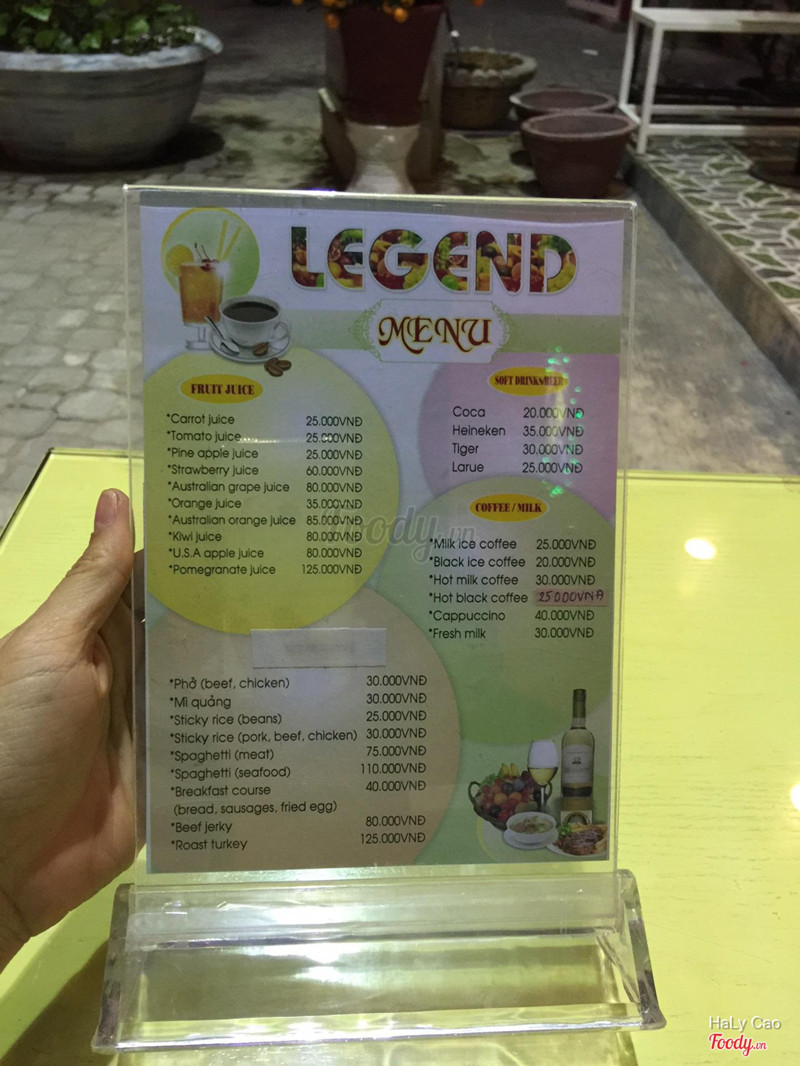 LEGEND
MENU
FRUIT JUICE
*Carrot juice 25.000VNĐ
*Tomato juice 25.000VNĐ
*Pine apple juice 25.000VNĐ
*Strawberry juice 60.000VNĐ
*Australian grape juice 80.000VNĐ
*Orange juice 35.000VNĐ
*Australian orange juice 85.000VNĐ
*Kiwi juice 80.000VNĐ
*U.S.A apple juice 80.000VNĐ
*Pomegranate juice 125.000VNĐ
SOFT DRINK&BEER
Coca 20.000VNĐ
Heineken 35.000VNĐ
Tiger 30.000VNĐ
Larue 25.000VNĐ
COFFEE / MILK
*Milk ice coffee 25.000VNĐ
*Black ice coffee 20.000VNĐ
*Hot milk coffee 30.000VNĐ
*Hot black coffee 25000VNĐ
*Cappuccino 40.000VNĐ
*Fresh milk 30.000VNĐ
*Phở (beef, chicken) 30.000VNĐ
*Mì quảng 30.000VNĐ
*Sticky rice (beans) 25.000VNĐ
*Sticky rice (pork, beef, chicken) 30.000VNĐ
*Spaghetti (meat) 75.000VNĐ
*Spaghetti (seafood) 110.000VNĐ
*Breakfast course 40.000VNĐ
(bread, sausages, fried egg)
*Beef jerky 80.000VNĐ
*Roast turkey 125.000VNĐ
Foody.vn
HaLy Cao
Foody.vn